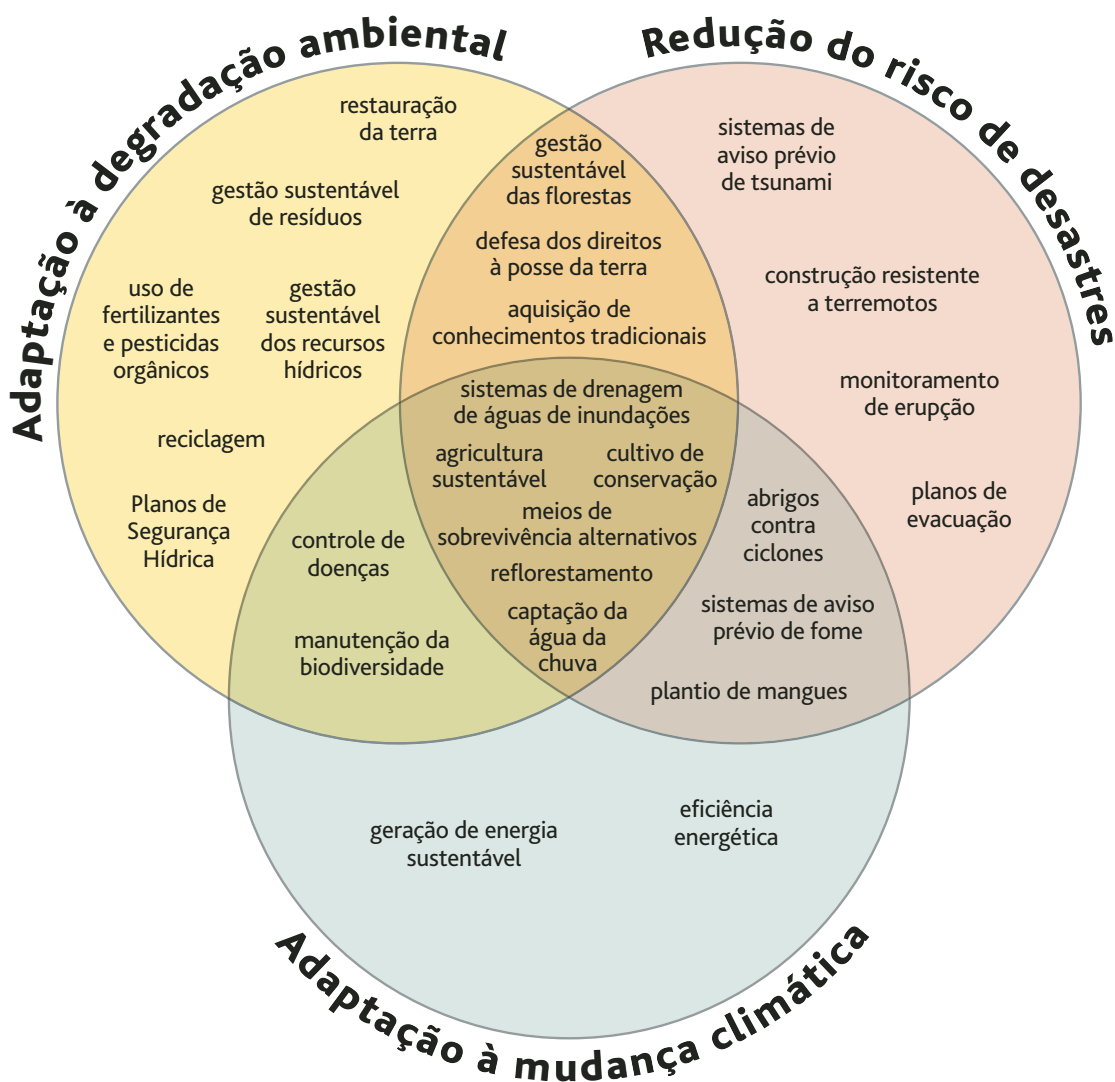 Adaptação à degradação ambiental
Redução do risco de desastres
restauração
da terra
gestão sustentável
de resíduos
uso de
fertilizantes
e pesticidas
orgânicos
gestão
sustentável
dos recursos
hídricos
reciclagem
Planos de
Segurança
Hídrica
gestão
sustentável
das florestas
defesa dos direitos
à posse da terra
aquisição de
conhecimentos tradicionais
sistemas de
aviso prévio
de tsunami
construção resistente
a terremotos
monitoramento
de erupção
planos de
evacuação
sistemas de drenagem
de águas de inundações
agricultura
sustentável
cultivo de
conservação
meios de
sobrevivência alternativos
reflorestamento
captação da
água da
chuva
controle de
doenças
manutenção da
biodiversidade
abrigos
contra
ciclones
sistemas de aviso
prévio de fome
plantio de mangues
geração de energia
sustentável
eficiência
energética
Adaptação à mudança climática